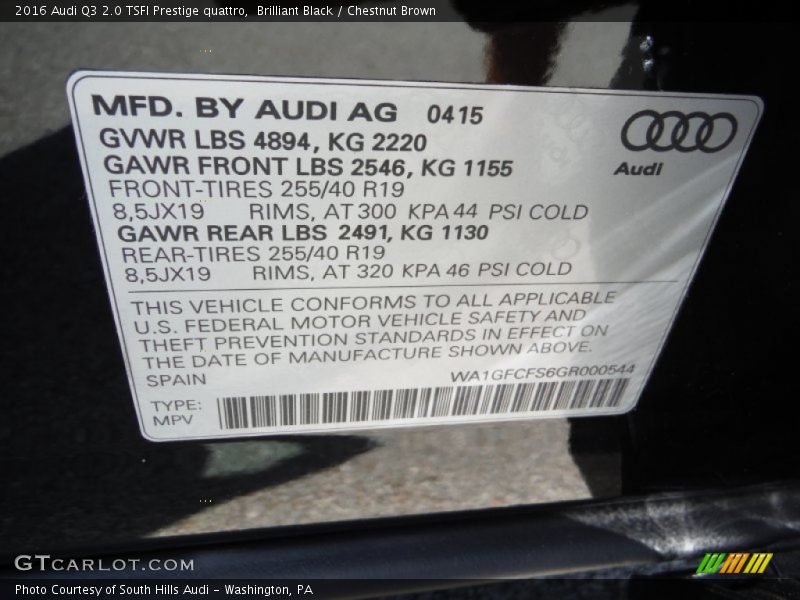 2016 Audi Q3 2.0 TSFI Prestige quattro,  Brilliant Black / Chestnut Brown
MFD. BY AUDI AG 0415
GVWR LBS 4894, KG 2220
GAWR FRONT LBS 2546, KG 1155
FRONT-TIRES 255/40 R19
8,5JX19 RIMS, AT 300 KPA 44 PSI COLD
GAWR REAR LBS 2491, KG 1130
REAR-TIRES 255/40 R19
8,5JX19 RIMS, AT 320 KPA 46 PSI COLD
Audi
THIS VEHICLE CONFORMS TO ALL APPLICABLE
U.S. FEDERAL MOTOR VEHICLE SAFETY AND
THEFT PREVENTION STANDARDS IN EFFECT ON
THE DATE OF MANUFACTURE SHOWN ABOVE.
SPAIN WA1GFCFS6GR000544
TYPE:
MPV
GTCARLOT.COM
Photo Courtesy of South Hills Audi - Washington, PA